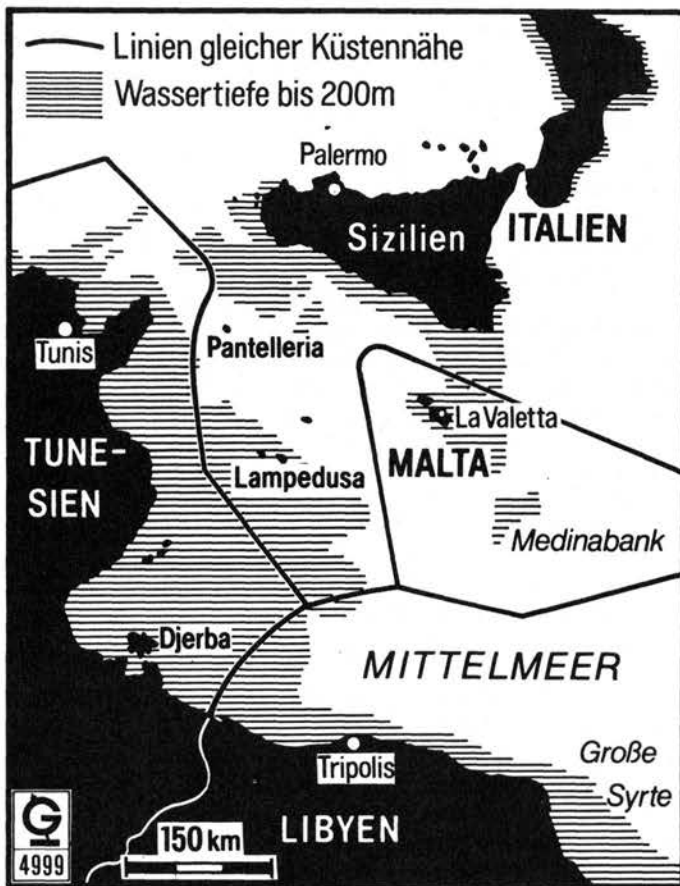 Linien gleicher Küstennähe
Wassertiefe bis 200m
Palermo
Sizilien
ITALIEN
Tunis
Pantelleria
La Valetta
TUNE-
SIEN
Lampedusa
MALTA
Medinabank
Djerba
MITTELMEER
Große
Syrte
Tripolis
LIBYEN
150 km
G
4999